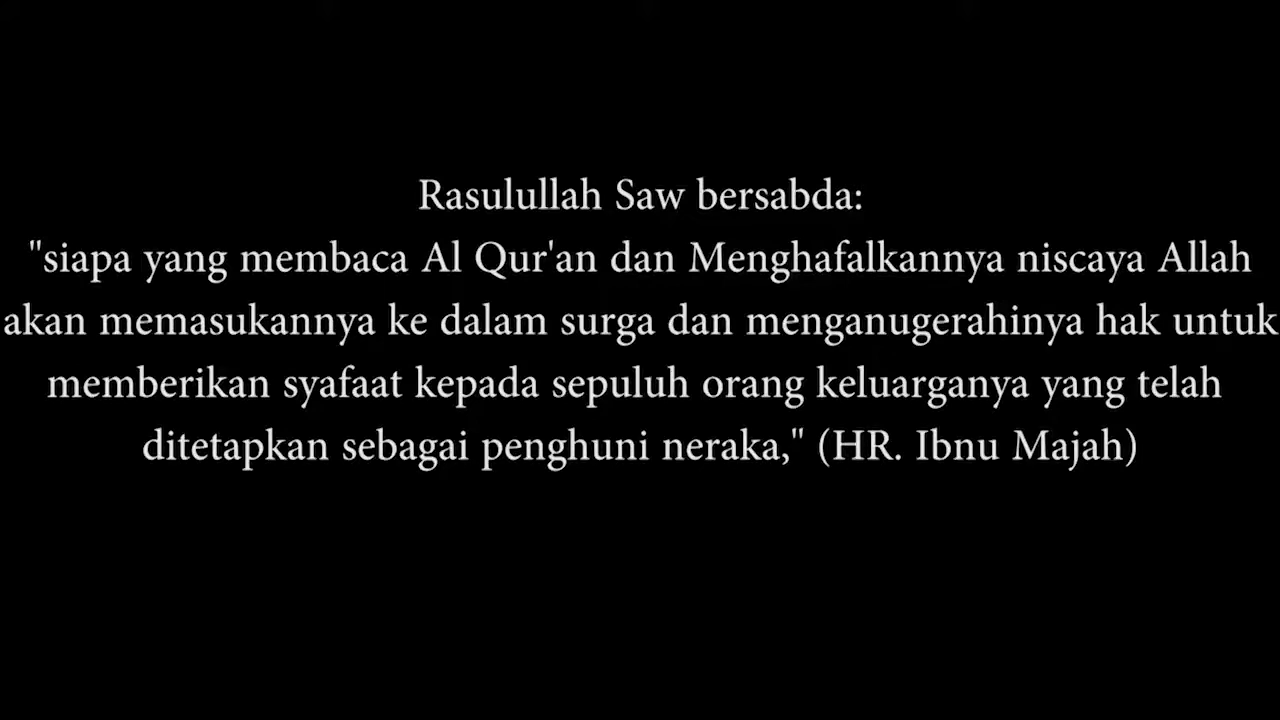 Rasulullah Saw bersabda:
"siapa yang membaca Al Qur'an dan Menghafalkannya niscaya Allah
akan memasukannya ke dalam surga dan menganugerahinya hak untuk
memberikan syafaat kepada sepuluh orang keluarganya yang telah
ditetapkan sebagai penghuni neraka," (HR. Ibnu Majah)